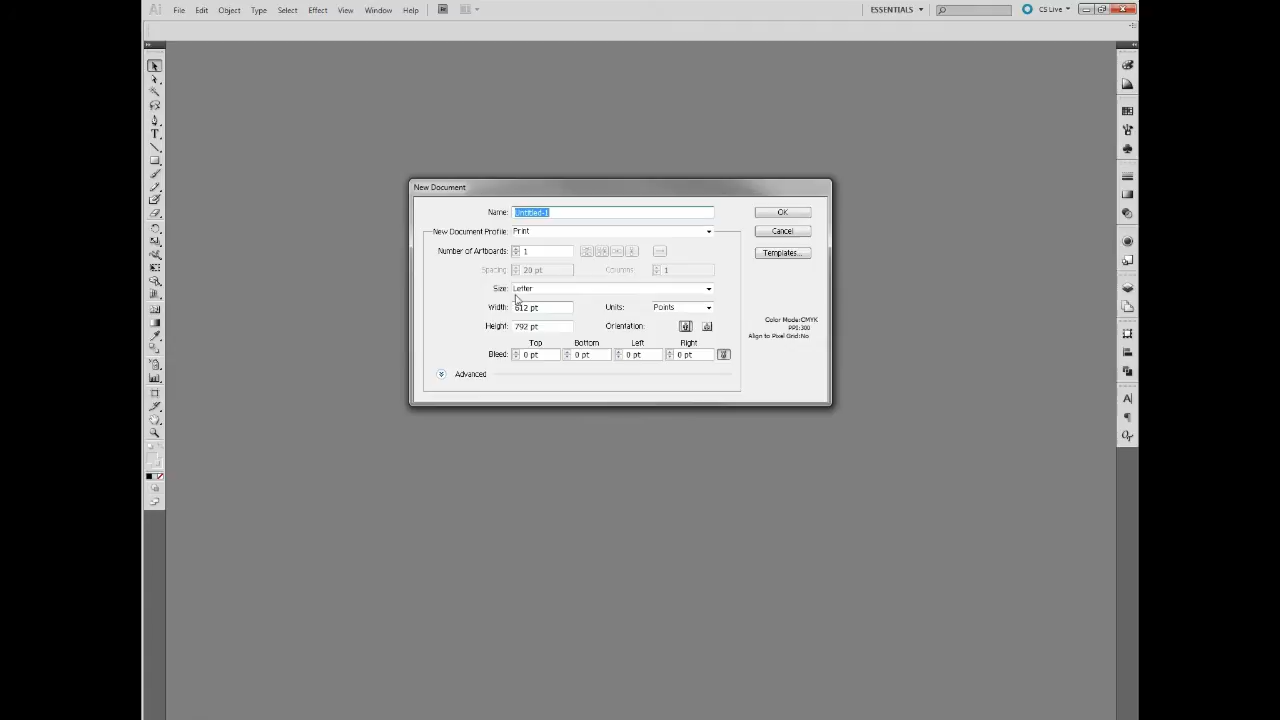 Ai File Edit Object Type Select Effect View Window Help Br ESSENTIALS CS Live
New Document
Name: Untitled-1 OK
New Document Profile: Print Cancel
Number of Artboards: 1 Templates...
Spacing: 20 pt Columns: 1
Size: Letter
Width: 612 pt Units: Points
Color Mode:CMYK
Height: 792 pt Orientation: PPI:300
Align to Pixel Grid:No
Top Bottom Left Right
Bleed: 0 pt 0 pt 0 pt 0 pt
Advanced